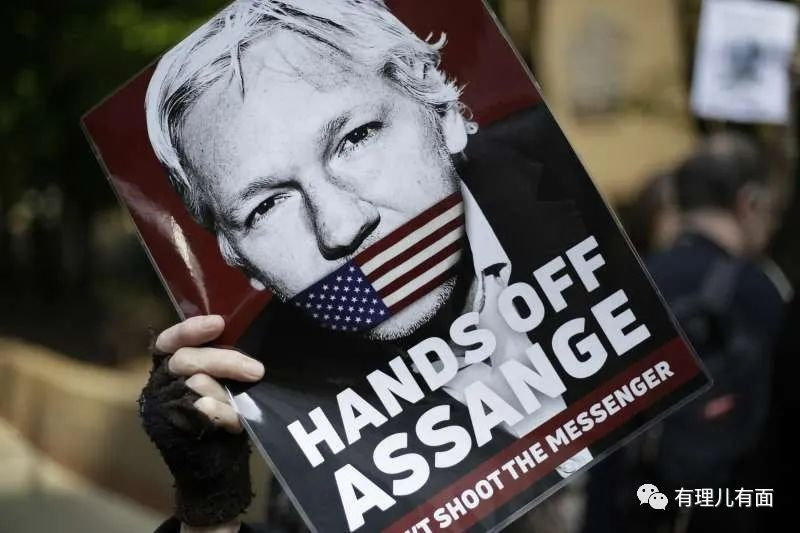 HANDS OFF
ASSANGE
SHOOT THE MESSENGER
有理儿有面